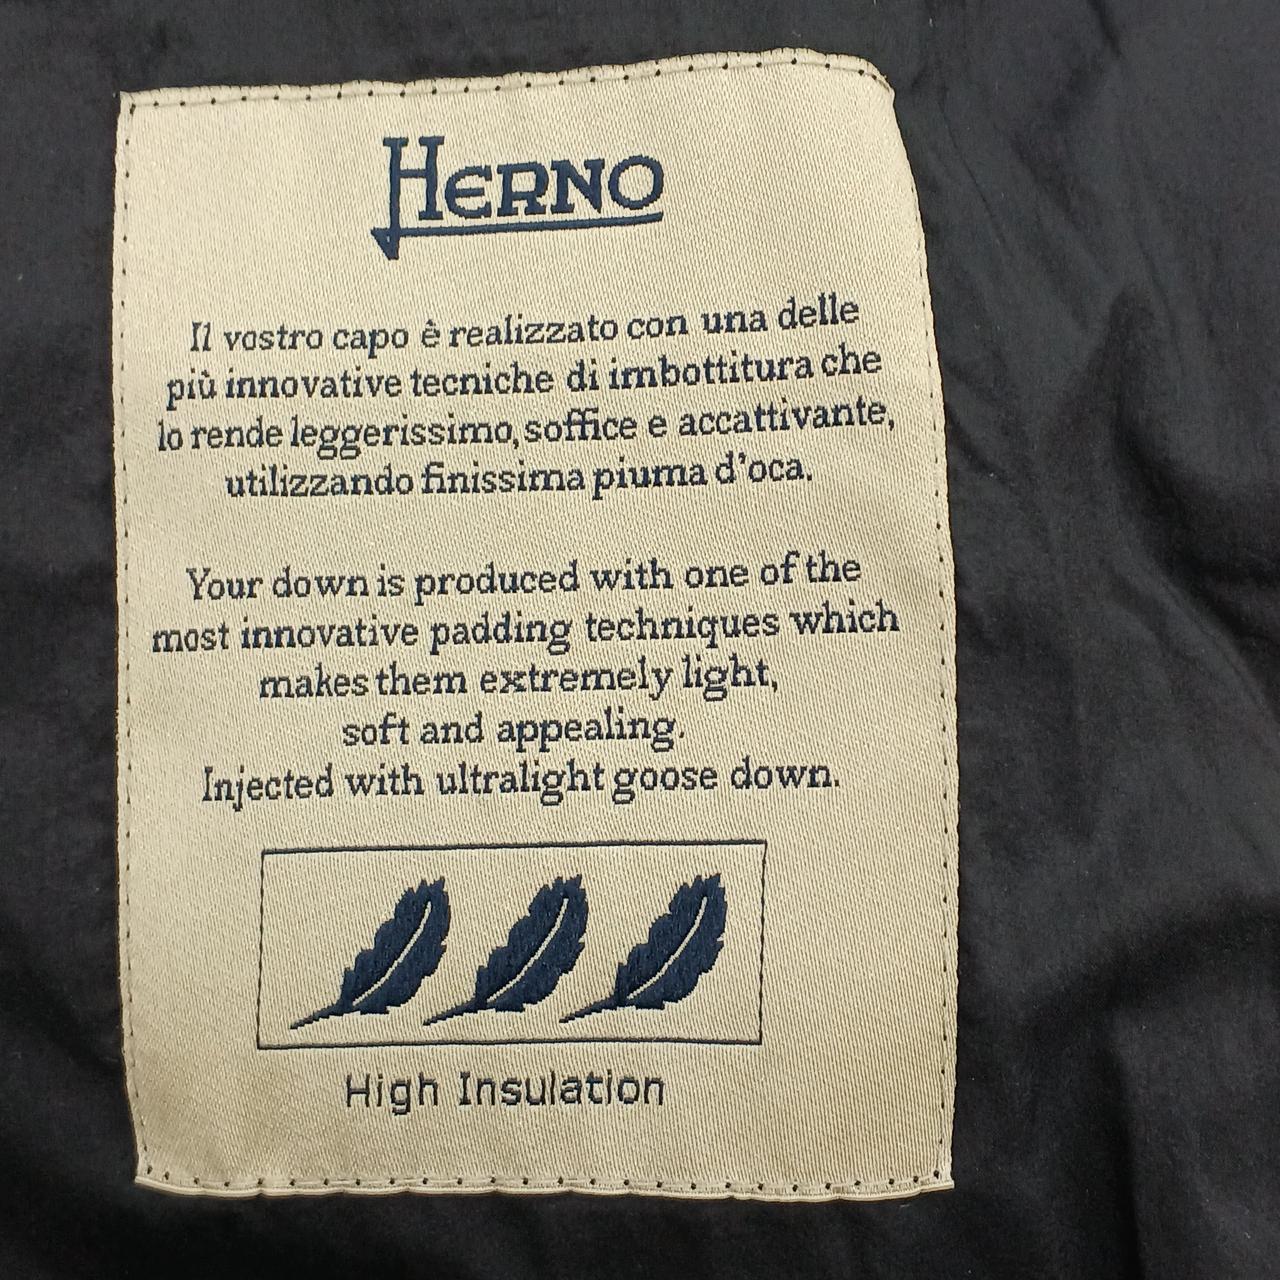 HERNO
Il vostro capo è realizzato con una delle
più innovative tecniche di imbottitura che
lo rende leggerissimo, soffice e accattivante,
utilizzando finissima piuma d'oca.
Your down is produced with one of the
most innovative padding techniques which
makes them extremely light,
soft and appealing.
Injected with ultralight goose down.
High Insulation